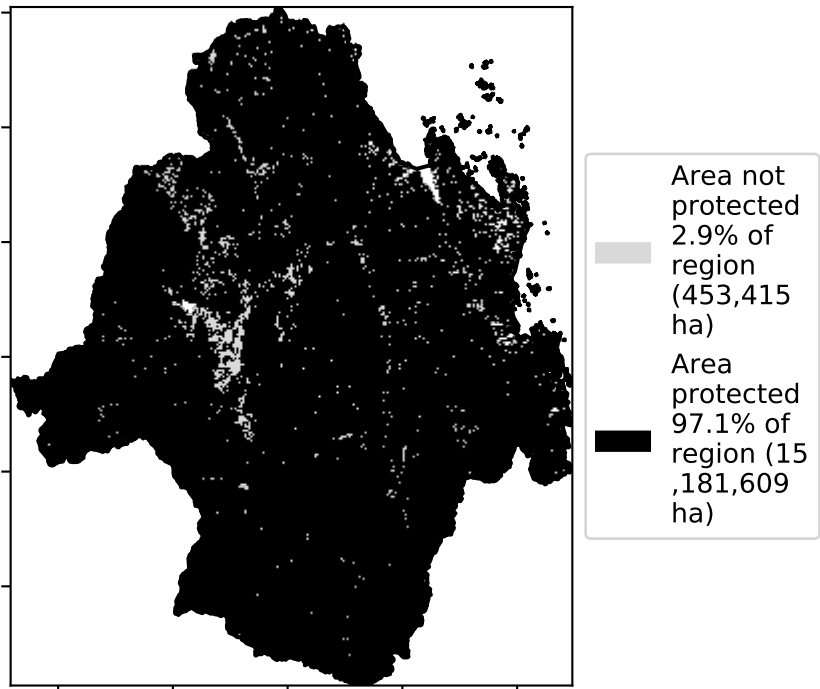 Area not
protected
2.9% of
region
(453,415
ha)
Area
protected
97.1% of
region (15
,181,609
ha)